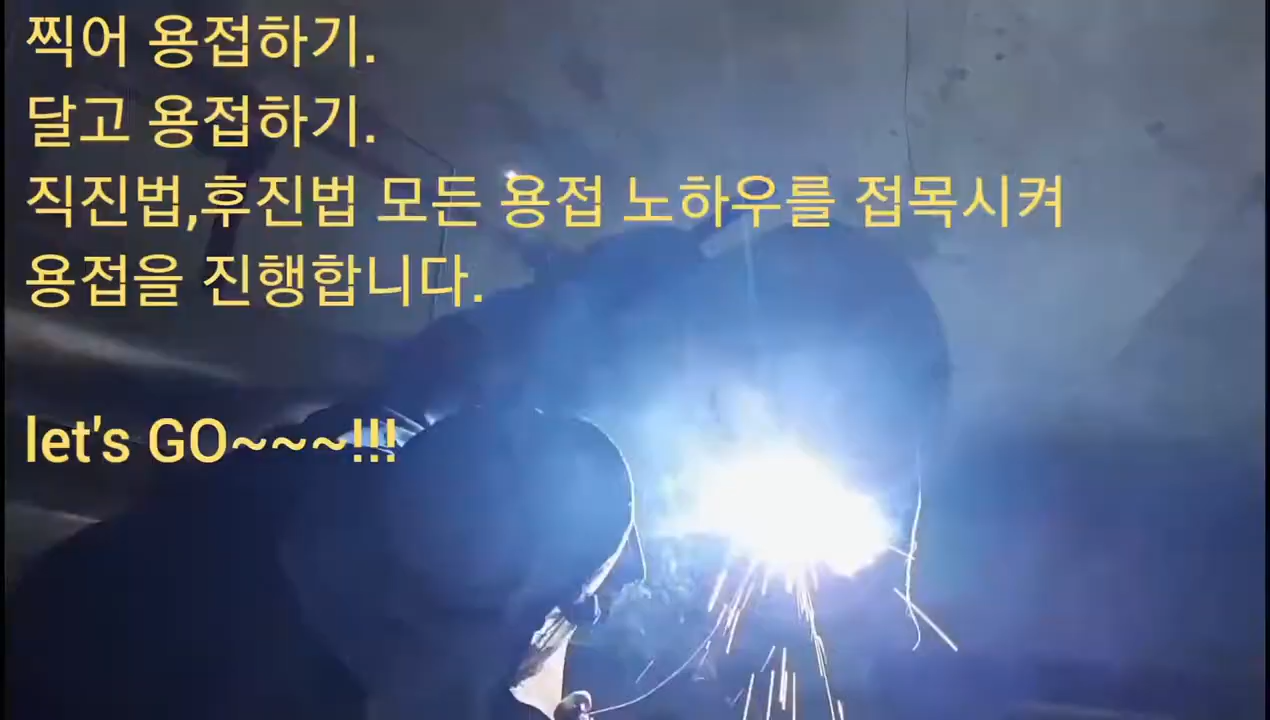 찍어 용접하기.
달고 용접하기.
직진법,후진법 모든 용접 노하우를 접목시켜
용접을 진행합니다.
let's GO~~~!!!